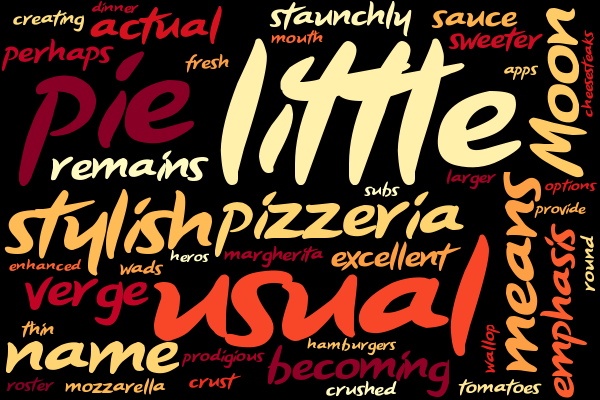 creating
dinner
actual
staunchly
sauce
perhaps
mouth
sweeter
fresh
apps
Moon
cheesesteaks
pie
little
remains
larger
options
subs
stylish
pizzeria
means
provide
heros
margherita
excellent
enhanced
wads
emphasis
round
verge
usual
thin
name
prodigious
hamburgers
wallop
becoming
roster
mozzarella
crust
crushed
tomatoes